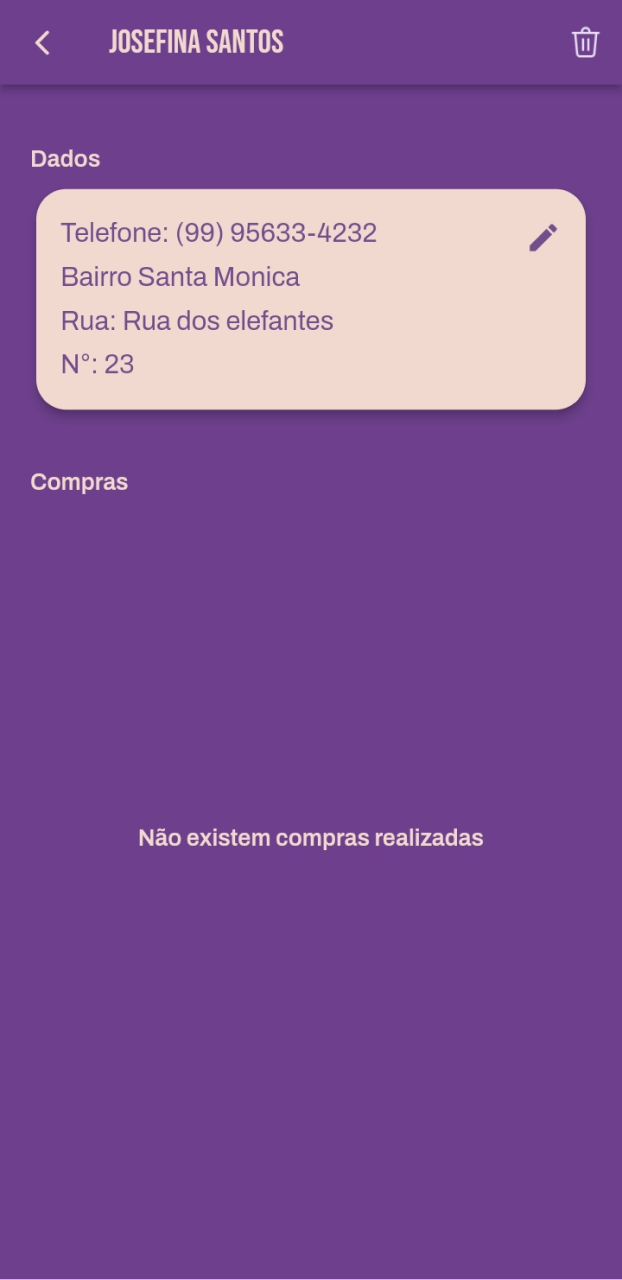 JOSEFINA SANTOS
Dados
Telefone: (99) 95633-4232
Bairro Santa Monica
Rua: Rua dos elefantes
N°: 23
Compras
Não existem compras realizadas